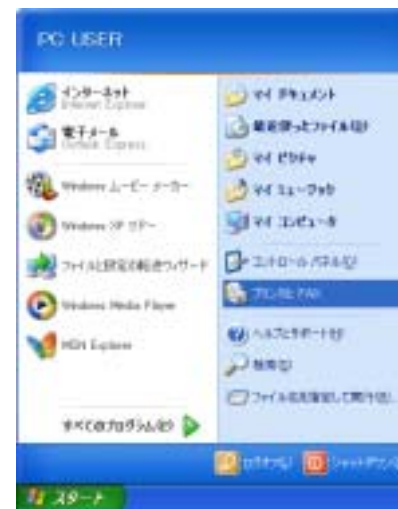 PC USER
インターネット
Internet Explorer
電子メール
Outlook Express
Windows ムービー メーカー
Windows XP ツアー
ファイルと設定の転送ウィザード
Windows Media Player
MSN Explorer
すべてのプログラム(P)
マイ ドキュメント
最近使ったファイル(D)
マイ ピクチャ
マイ ミュージック
マイ コンピュータ
コントロール パネル(C)
プリンタと FAX
ヘルプとサポート(H)
検索(S)
ファイル名を指定して実行(R)...
ログオフ(L)
シャットダウン
スタート